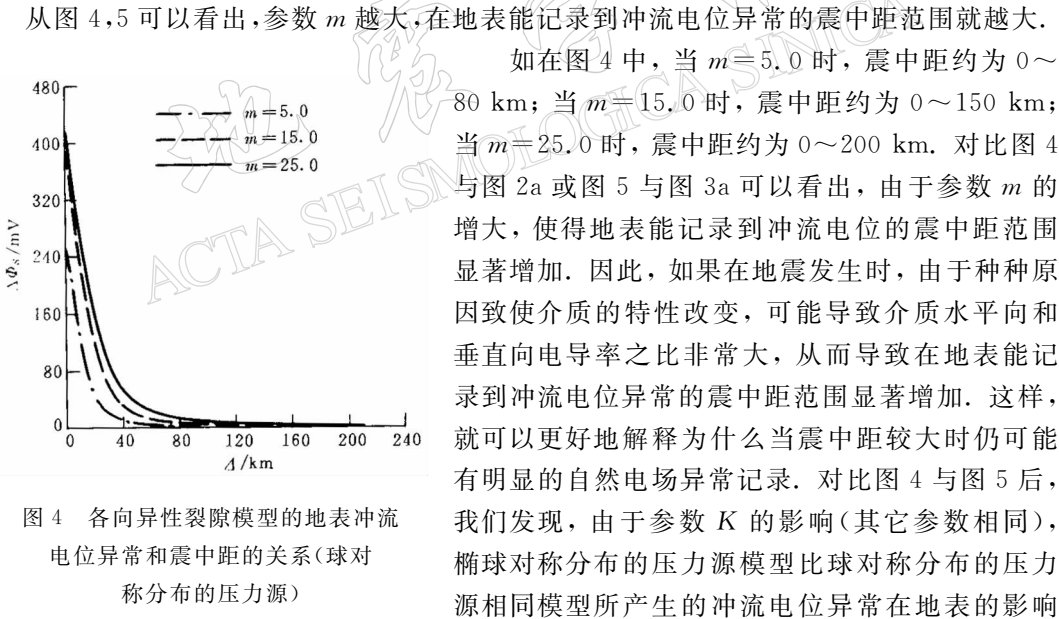 从图 4,5 可以看出,参数 m 越大,在地表能记录到冲流电位异常的震中距范围就越大.
如在图 4 中, 当 m=5.0 时, 震中距约为 0～
80 km; 当 m=15.0 时, 震中距约为 0～150 km;
当 m=25.0 时, 震中距约为 0～200 km. 对比图 4
与图 2a 或图 5 与图 3a 可以看出, 由于参数 m 的
增大, 使得地表能记录到冲流电位的震中距范围
显著增加. 因此, 如果在地震发生时, 由于种种原
因致使介质的特性改变, 可能导致介质水平向和
垂直向电导率之比非常大, 从而导致在地表能记
录到冲流电位异常的震中距范围显著增加. 这样,
就可以更好地解释为什么当震中距较大时仍可能
有明显的自然电场异常记录. 对比图 4 与图 5 后,
我们发现, 由于参数 K 的影响(其它参数相同),
椭球对称分布的压力源模型比球对称分布的压力
源相同模型所产生的冲流电位异常在地表的影响
480
400
320
240
160
80
0
ΔΦs/mV
m=5.0
m=15.0
m=25.0
0 40 80 120 160 200 240
Δ/km
图 4 各向异性裂隙模型的地表冲流
电位异常和震中距的关系(球对
称分布的压力源)
地震学
ACTA SEISMOLOGICA SINICA